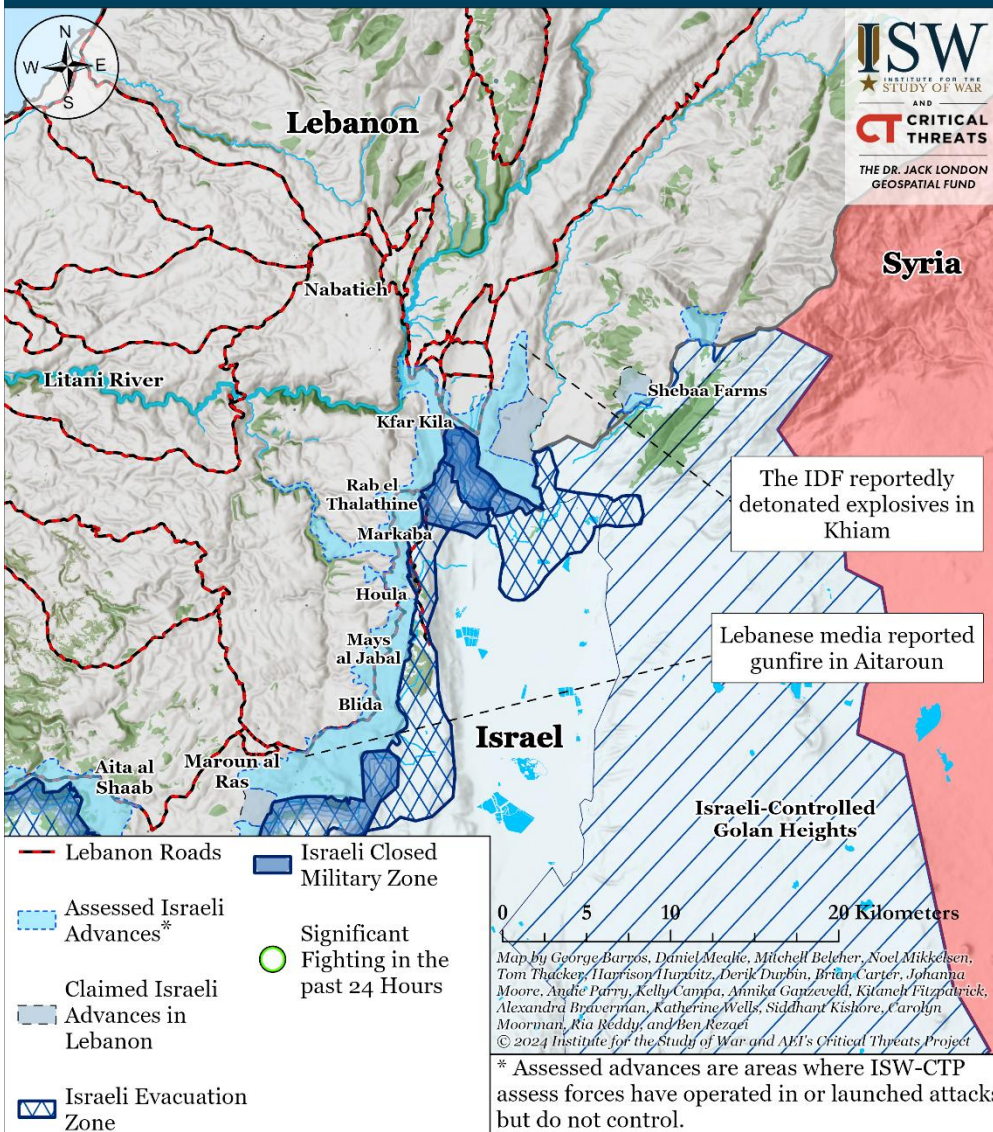 N
W
E
S
ISW
INSTITUTE FOR THE
STUDY OF WAR
AND
CT CRITICAL
THREATS
THE DR. JACK LONDON
GEOSPATIAL FUND
Lebanon
Syria
Nabatieh
Litani River
Shebaa Farms
Kfar Kila
The IDF reportedly
detonated explosives in
Khiam
Rab el
Thalathine
Markaba
Houla
Mays
al Jabal
Lebanese media reported
gunfire in Aitaroun
Blida
Israel
Aita al
Shaab
Maroun al
Ras
Israeli-Controlled
Golan Heights
Lebanon Roads
Assessed Israeli
Advances*
Claimed Israeli
Advances in
Lebanon
Israeli Evacuation
Zone
Israeli Closed
Military Zone
Significant
Fighting in the
past 24 Hours
0 5 10 20 Kilometers
Map by George Barros, Daniel Mealie, Mitchell Belcher, Noel Mikkelsen,
Tom Thacker, Harrison Hurwitz, Derik Durbin, Brian Carter, Johanna
Moore, Andie Parry, Kelly Campa, Annika Ganzeveld, Kitaneh Fitzpatrick,
Alexandra Braverman, Katherine Wells, Siddhant Kishore, Carolyn
Moorman, Ria Reddy, and Ben Rezaei
© 2024 Institute for the Study of War and AEI's Critical Threats Project
* Assessed advances are areas where ISW-CTP
assess forces have operated in or launched attacks
but do not control.